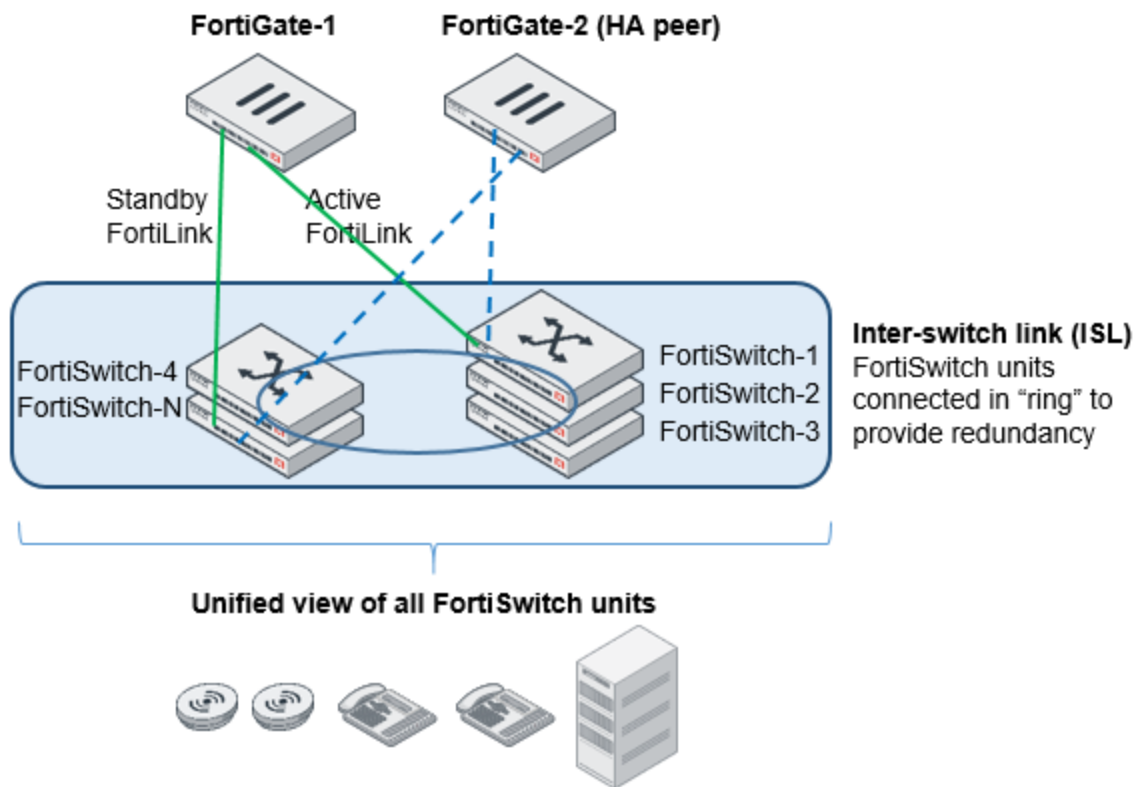 FortiGate-1
FortiGate-2 (HA peer)
Standby
FortiLink
Active
FortiLink
FortiSwitch-4
FortiSwitch-N
FortiSwitch-1
FortiSwitch-2
FortiSwitch-3
Inter-switch link (ISL)
FortiSwitch units
connected in “ring” to
provide redundancy
Unified view of all FortiSwitch units